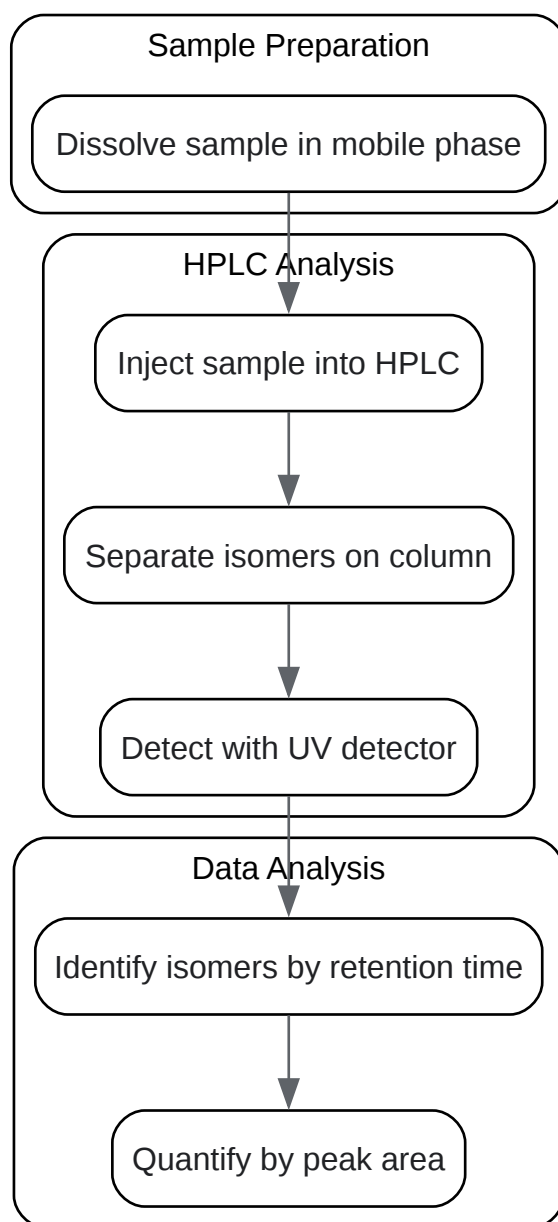 Sample Preparation
Dissolve sample in mobile phase
HPLC Analysis
Inject sample into HPLC
Separate isomers on column
Detect with UV detector
Data Analysis
Identify isomers by retention time
Quantify by peak area